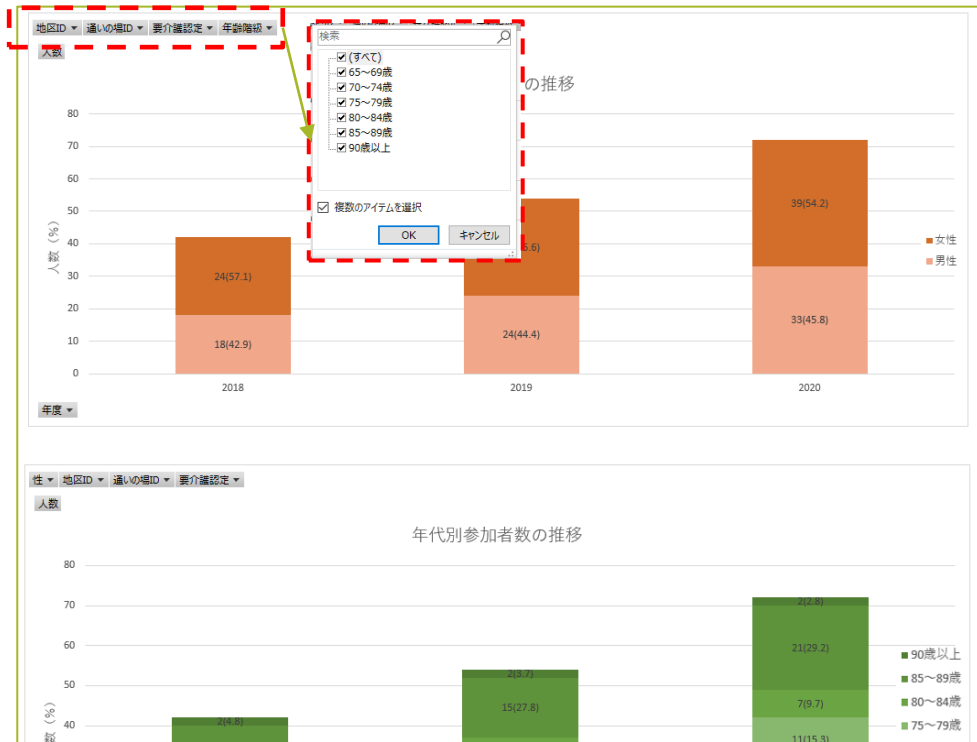 地区ID 通いの場ID 要介護認定 年齢階級
人数
検索
(すべて)
65～69歳
70～74歳
75～79歳
80～84歳
85～89歳
90歳以上
複数のアイテムを選択
OK キャンセル
の推移
80
70
60
50
40
30
20
10
0
人数（%）
24(57.1)
18(42.9)
24(44.4)
39(54.2)
33(45.8)
女性
男性
2018 2019 2020
年度
性 地区ID 通いの場ID 要介護認定
人数
年代別参加者数の推移
80
70
60
50
40
数（%）
2(4.8)
2(3.7)
15(27.8)
2(2.8)
21(29.2)
7(9.7)
11(15.3)
90歳以上
85～89歳
80～84歳
75～79歳